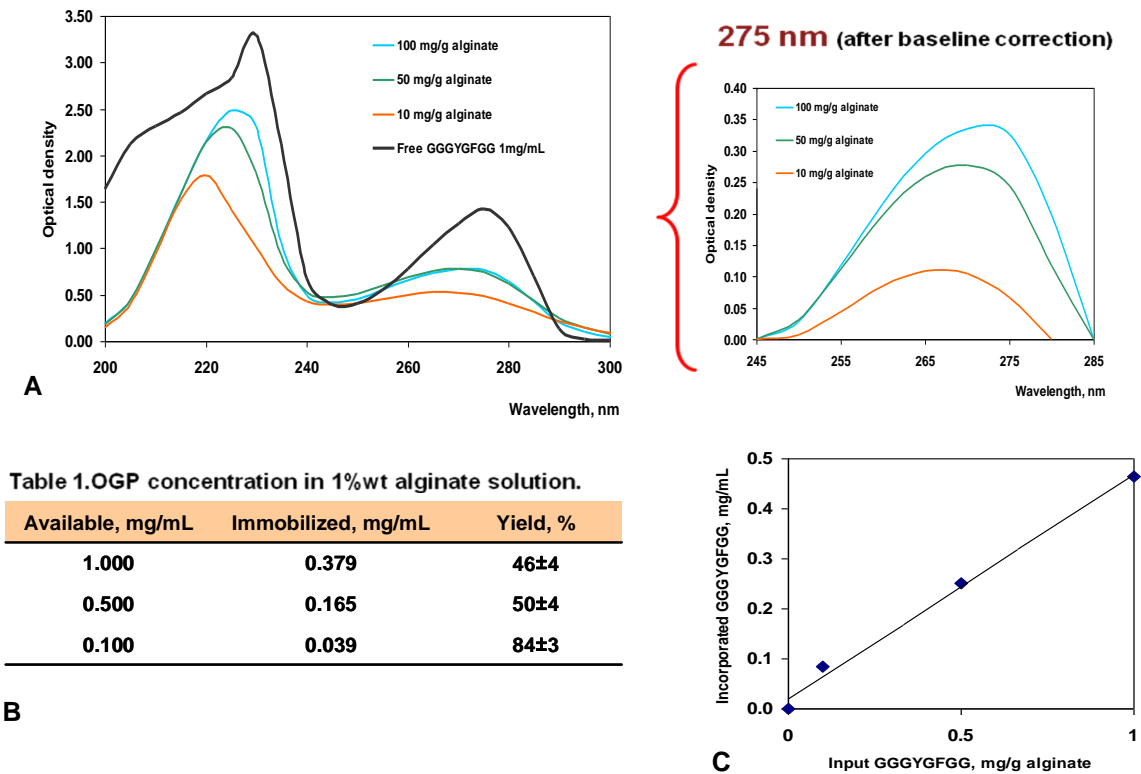 3.50
3.00
2.50
2.00
1.50
1.00
0.50
0.00
Optical density
200 220 240 260 280 300
Wavelength, nm
100 mg/g alginate
50 mg/g alginate
10 mg/g alginate
Free GGGYGFGG 1mg/mL
A
275 nm (after baseline correction)
0.40
0.35
0.30
0.25
0.20
0.15
0.10
0.05
0.00
Optical density
245 255 265 275 285
Wavelength, nm
100 mg/g alginate
50 mg/g alginate
10 mg/g alginate
Table 1.OGP concentration in 1%wt alginate solution.
Available, mg/mL Immobilized, mg/mL Yield, %
1.000 0.379 46±4
0.500 0.165 50±4
0.100 0.039 84±3
B
0.5
0.4
0.3
0.2
0.1
0.0
Incorporated GGGYGFGG, mg/mL
0 0.5 1
Input GGGYGFGG, mg/g alginate
C